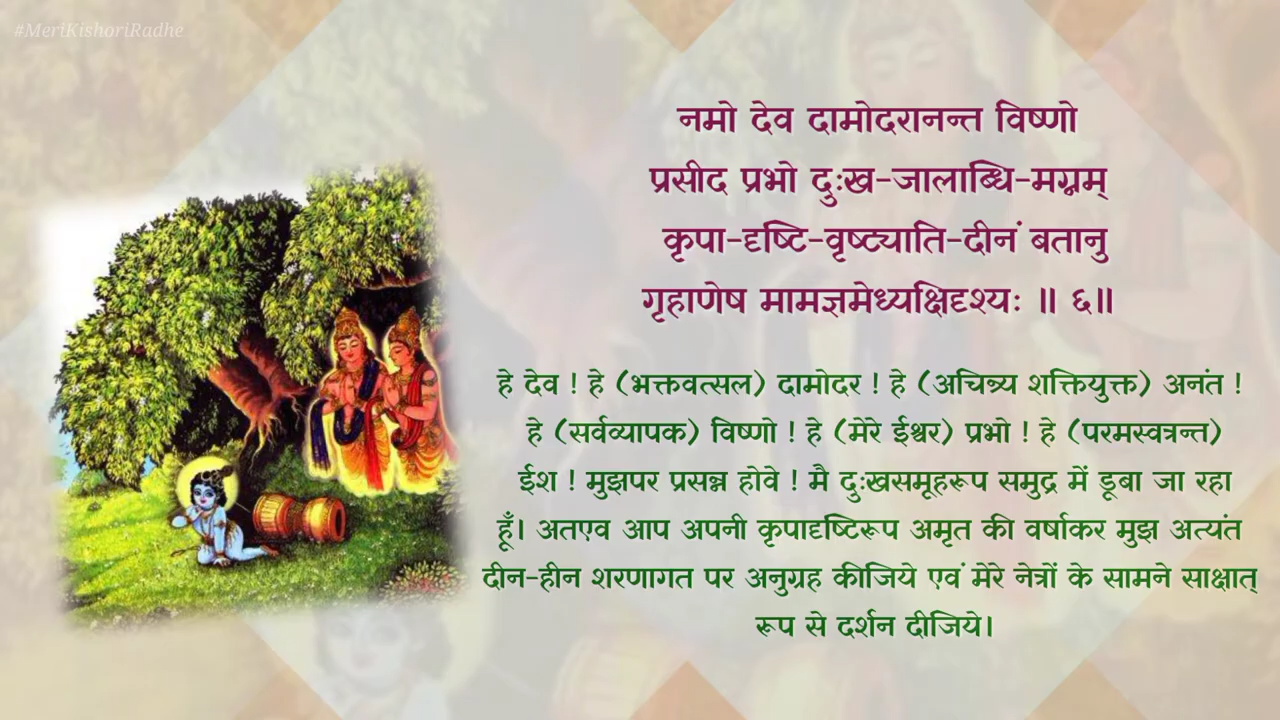 #MeriKishoriRadhe
नमो देव दामोदरानन्त विष्णो
प्रसीद प्रभो दुःख-जालाब्धि-मग्नम्
कृपा-दृष्टि-वृष्ट्याति-दीनं बतानु
गृहाणेष मामज्ञमेध्यक्षिदृश्यः ॥ ६॥
हे देव ! हे (भक्तवत्सल) दामोदर ! हे (अचिन्त्य शक्तियुक्त) अनंत !
हे (सर्वव्यापक) विष्णो ! हे (मेरे ईश्वर) प्रभो ! हे (परमस्वत्रन्त)
ईश ! मुझपर प्रसन्न होवे ! मै दुःखसमूहरूप समुद्र में डूबा जा रहा
हूँ। अतएव आप अपनी कृपादृष्टिरूप अमृत की वर्षाकर मुझ अत्यंत
दीन-हीन शरणागत पर अनुग्रह कीजिये एवं मेरे नेत्रों के सामने साक्षात्
रूप से दर्शन दीजिये।